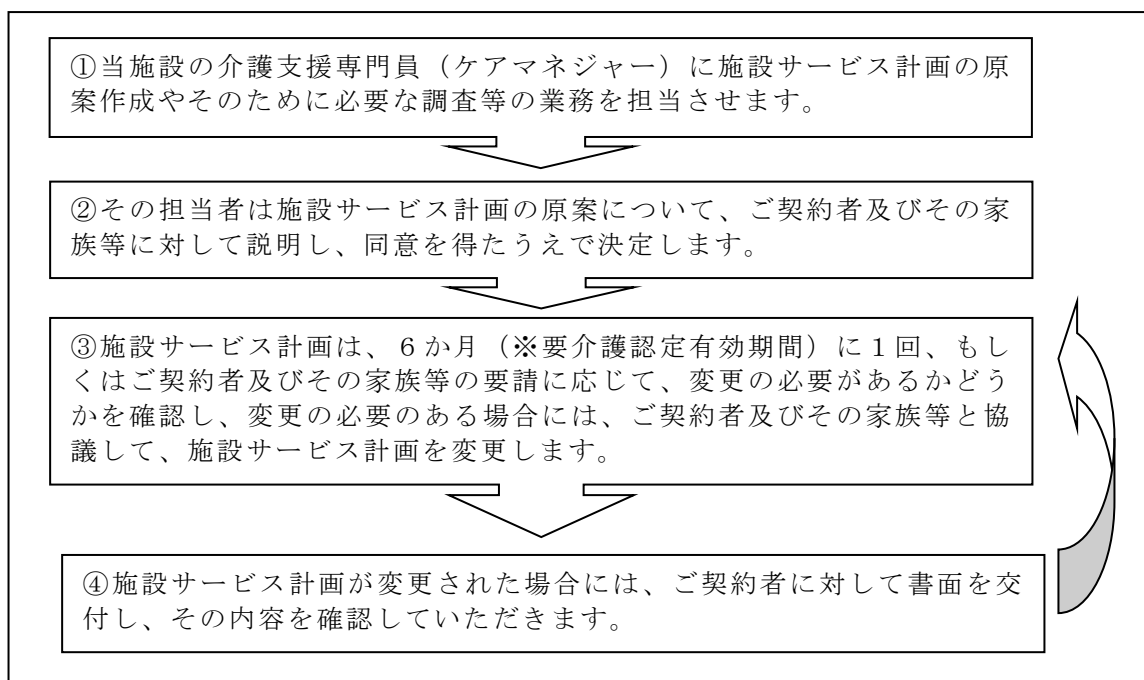 ①当施設の介護支援専門員（ケアマネジャー）に施設サービス計画の原
案作成やそのために必要な調査等の業務を担当させます。
②その担当者は施設サービス計画の原案について、ご契約者及びその家
族等に対して説明し、同意を得たうえで決定します。
③施設サービス計画は、６か月（※要介護認定有効期間）に１回、もし
くはご契約者及びその家族等の要請に応じて、変更の必要があるかどう
かを確認し、変更の必要のある場合には、ご契約者及びその家族等と協
議して、施設サービス計画を変更します。
④施設サービス計画が変更された場合には、ご契約者に対して書面を交
付し、その内容を確認していただきます。